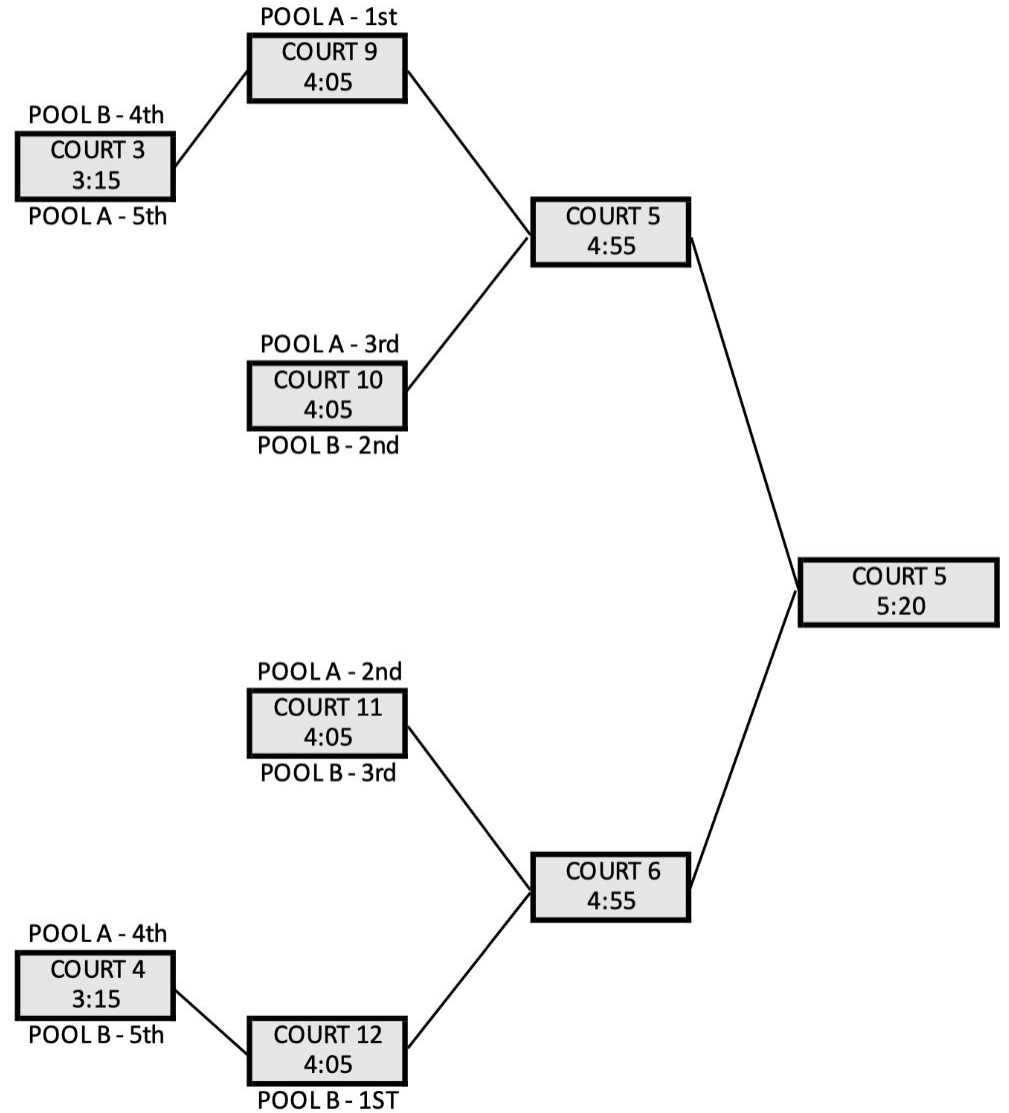 POOL A - 1st
COURT 9
4:05
POOL B - 4th
COURT 3
3:15
POOL A - 5th
COURT 5
4:55
POOL A - 3rd
COURT 10
4:05
POOL B - 2nd
COURT 5
5:20
POOL A - 2nd
COURT 11
4:05
POOL B - 3rd
COURT 6
4:55
POOL A - 4th
COURT 4
3:15
POOL B - 5th
COURT 12
4:05
POOL B - 1ST